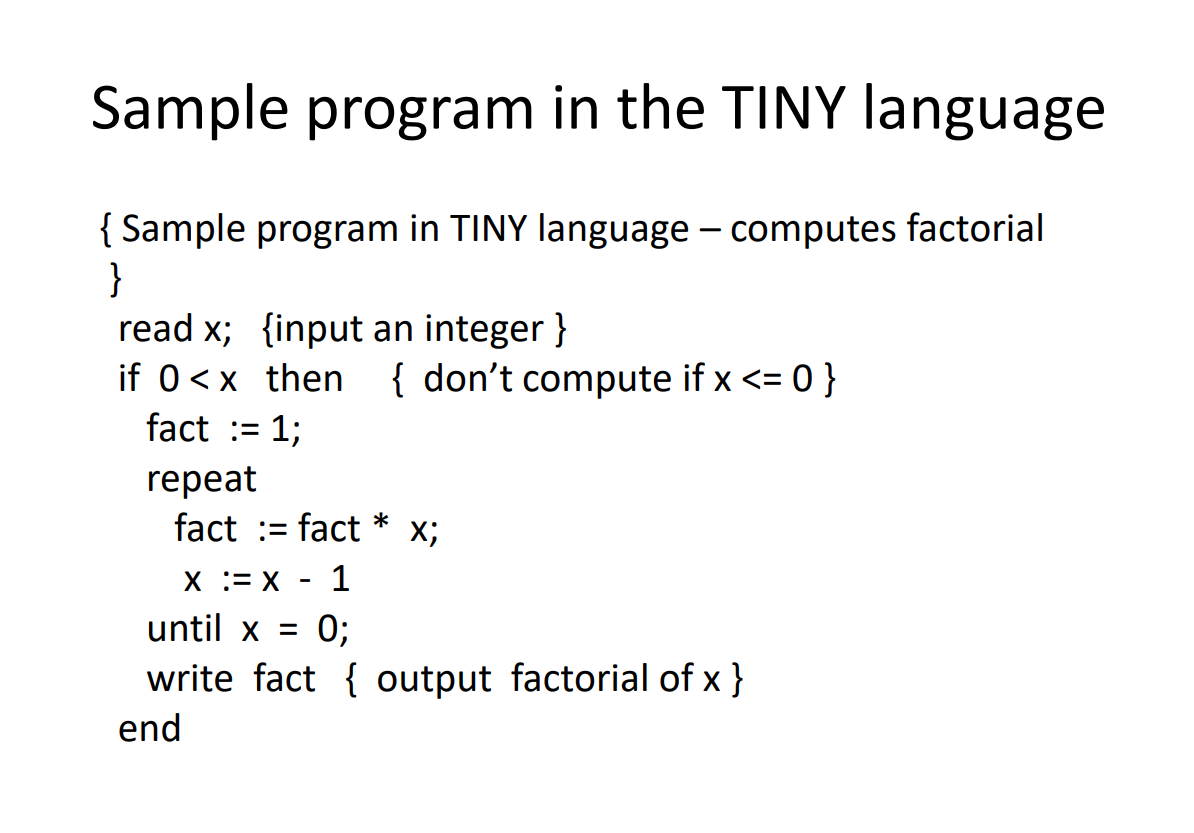 Sample program in the TINY language
{ Sample program in TINY language – computes factorial
}
read x;   {input an integer }
if  0 < x   then     {  don’t compute if x <= 0 }
fact  := 1;
repeat
fact  := fact *  x;
x  := x  -  1
until  x  =  0;
write  fact   {  output  factorial of x }
end